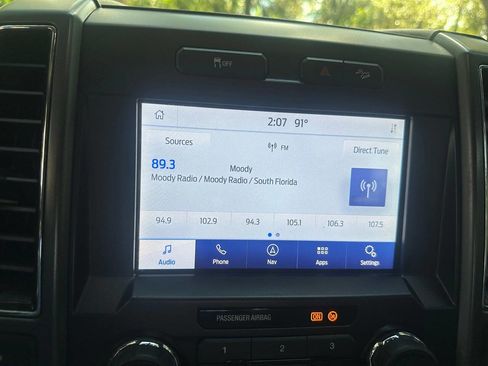 OFF
2:07 91°
Sources
FM
Direct Tune
89.3
Moody
Moody Radio / Moody Radio / South Florida
94.9 102.9 94.3 105.1 106.3 107.5
Audio Phone Nav Apps Settings
PASSENGER AIRBAG ON
1 2 3